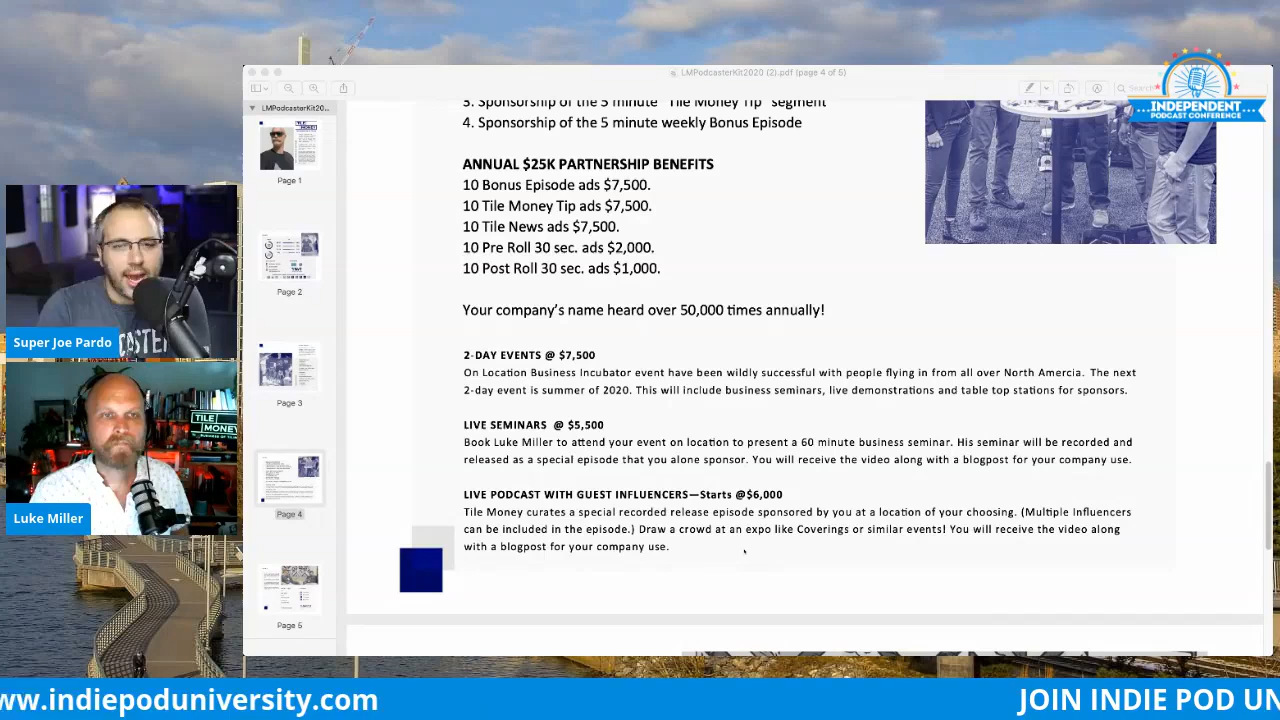 LMPodcasterKit2020 (2).pdf (page 4 of 5)
INDEPENDENT
PODCAST CONFERENCE
LMPodcasterKit20...
Page 1
Page 2
Page 3
Page 4
Page 5
3. Sponsorship of the 5 minute "Tile Money Tip" segment
4. Sponsorship of the 5 minute weekly Bonus Episode
ANNUAL $25K PARTNERSHIP BENEFITS
10 Bonus Episode ads $7,500.
10 Tile Money Tip ads $7,500.
10 Tile News ads $7,500.
10 Pre Roll 30 sec. ads $2,000.
10 Post Roll 30 sec. ads $1,000.
Your company's name heard over 50,000 times annually!
DAY EVENTS @ $7,500
On Location Business Incubator event have been wildly successful with people flying in from all over North Amercia. The next
2-day event is summer of 2020. This will include business seminars, live demonstrations and table top stations for sponsors.
LIVE SEMINARS @ $5,500
Book Luke Miller to attend your event on location to present a 60 minute business seminar. His seminar will be recorded and
released as a special episode that you alone sponsor. You will receive the video along with a blogpost for your company use.
LIVE PODCAST WITH GUEST INFLUENCERS—Starts @$6,000
Tile Money curates a special recorded release episode sponsored by you at a location of your choosing. (Multiple Influencers
can be included in the episode.) Draw a crowd at an expo like Coverings or similar events! You will receive the video along
with a blogpost for your company use.
Super Joe Pardo
TILE
MONEY
Luke Miller
ww.indiepoduniversity.com
JOIN INDIE POD UN